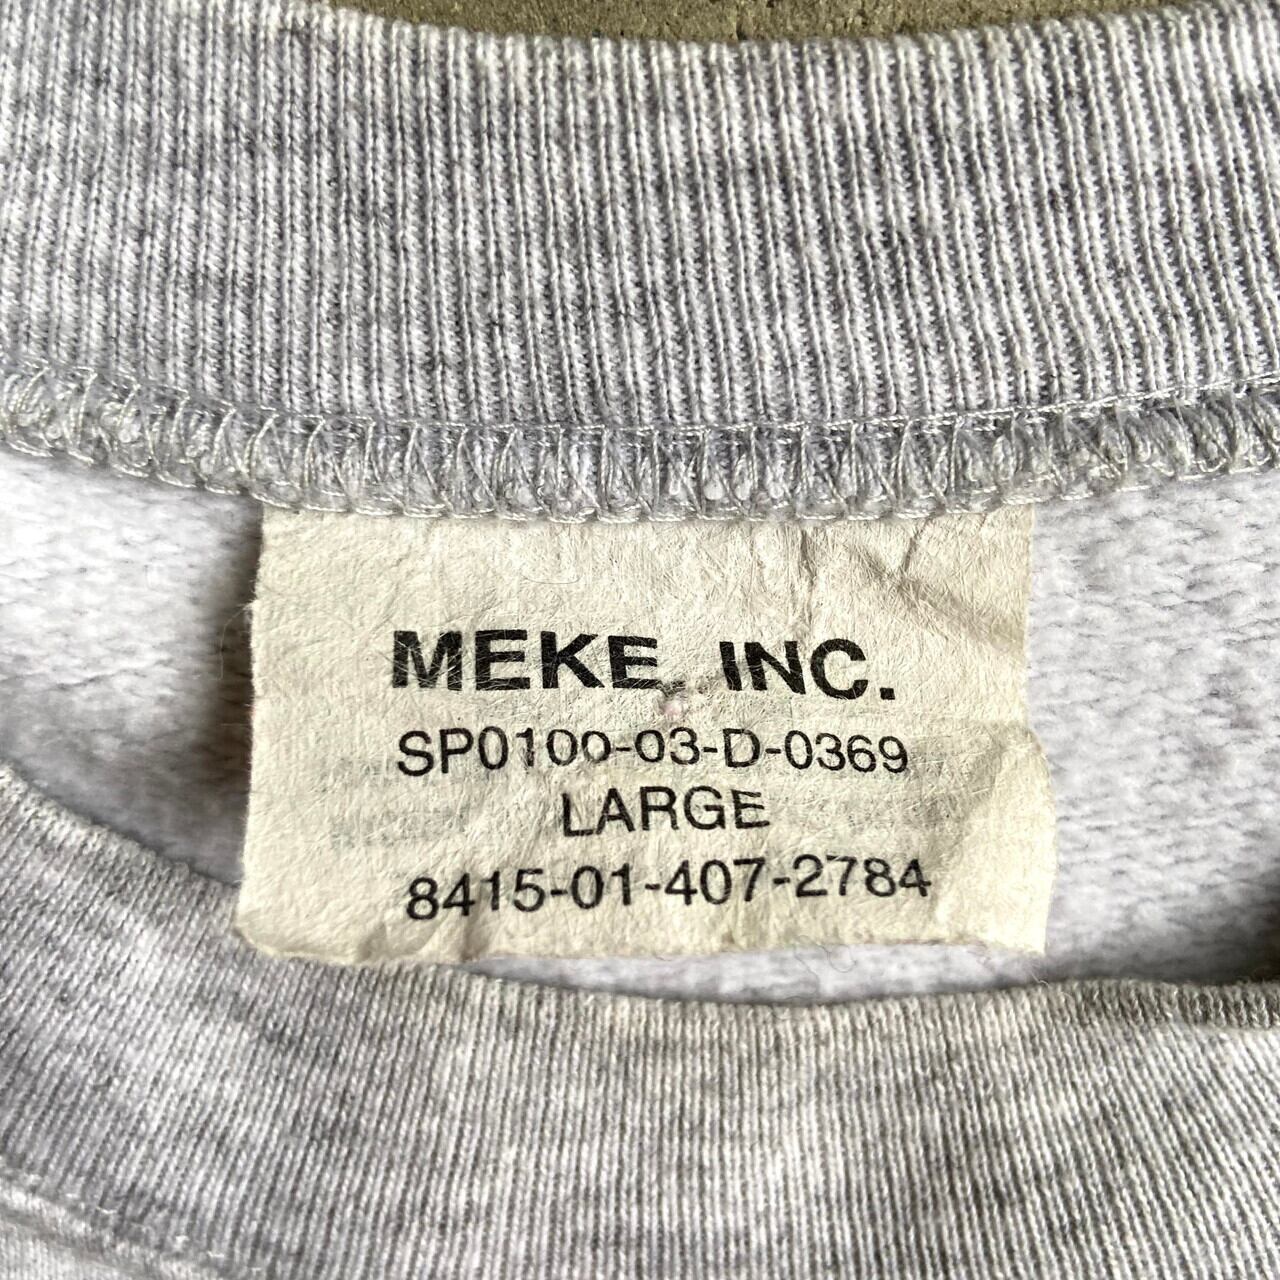 MEKE, INC.
SP0100-03-D-0369
LARGE
8415-01-407-2784